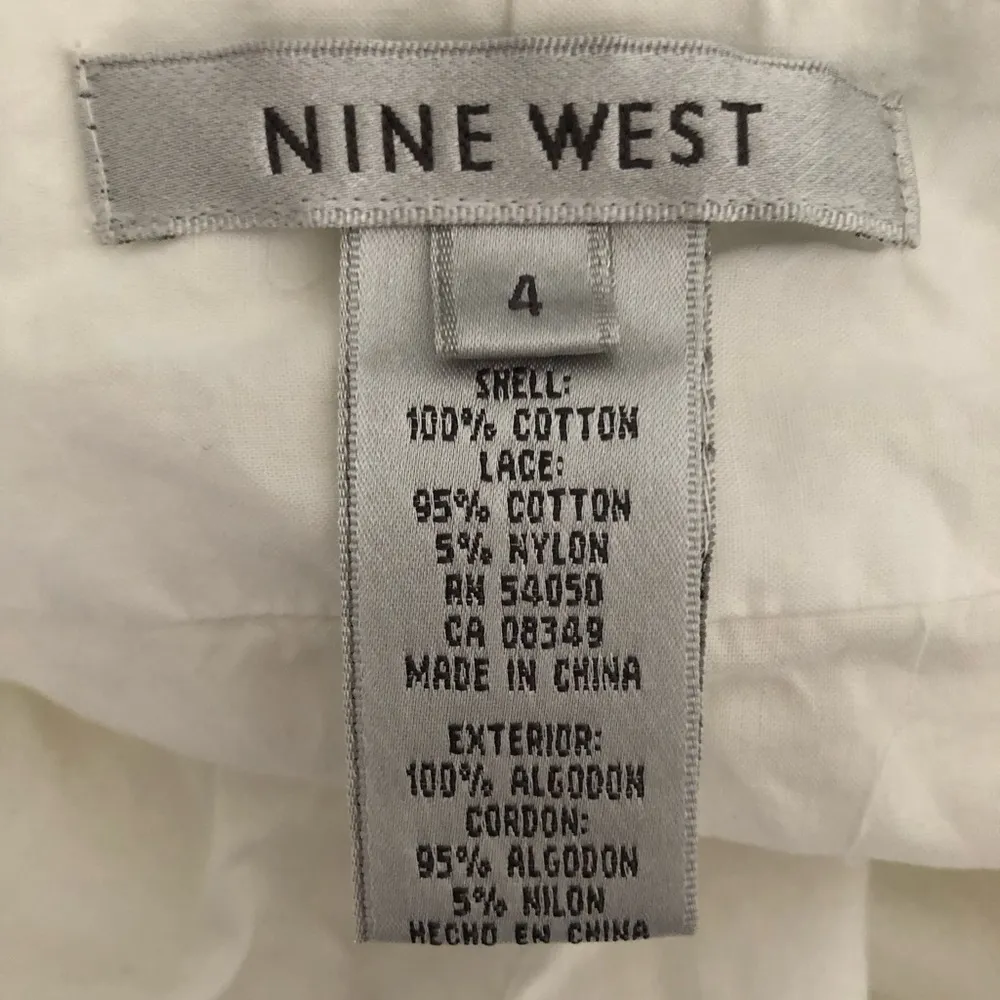 NINE WEST
4
SHELL:
100% COTTON
LACE:
95% COTTON
5% NYLON
RN 54050
CA 08349
MADE IN CHINA
EXTERIOR:
100% ALGODON
CORDON:
95% ALGODON
5% NILON
HECHO EN CHINA